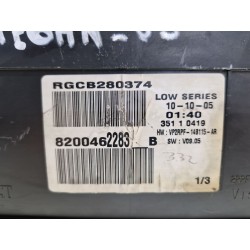 RGCB280374
LOW SERIES
10-10-05
01:40
351 1 0419
HW : VP2RPF-14B115-AR
SW : V09.05
8200462283 B
332
1/3